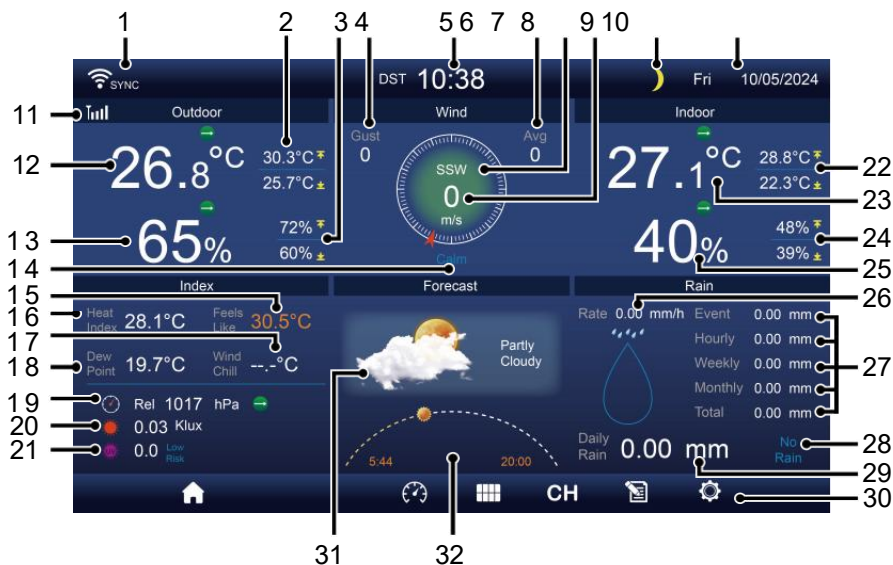 1 2 3 4 5 6 7 8 9 10
SYNC DST 10:38 Fri 10/05/2024
11 Outdoor Wind Indoor
Gust 0 Avg 0
12 26.8°C 30.3°C 25.7°C
SSW 0 m/s
27.1°C 28.8°C 22.3°C 22
23
13 65% 72% 60%
40% 48% 39% 24
25
14 Calm
15 Index Forecast Rain
26
16 Heat Index 28.1°C Feels Like 30.5°C
Rate 0.00 mm/h Event 0.00 mm
Hourly 0.00 mm
17
Partly Cloudy
18 Dew Point 19.7°C Wind Chill --.-°C
Weekly 0.00 mm 27
Monthly 0.00 mm
19 Rel 1017 hPa
Total 0.00 mm
20 0.03 Klux
21 0.0 Low Risk
5:44 20:00
Daily Rain 0.00 mm No Rain 28
29
CH 30
31 32